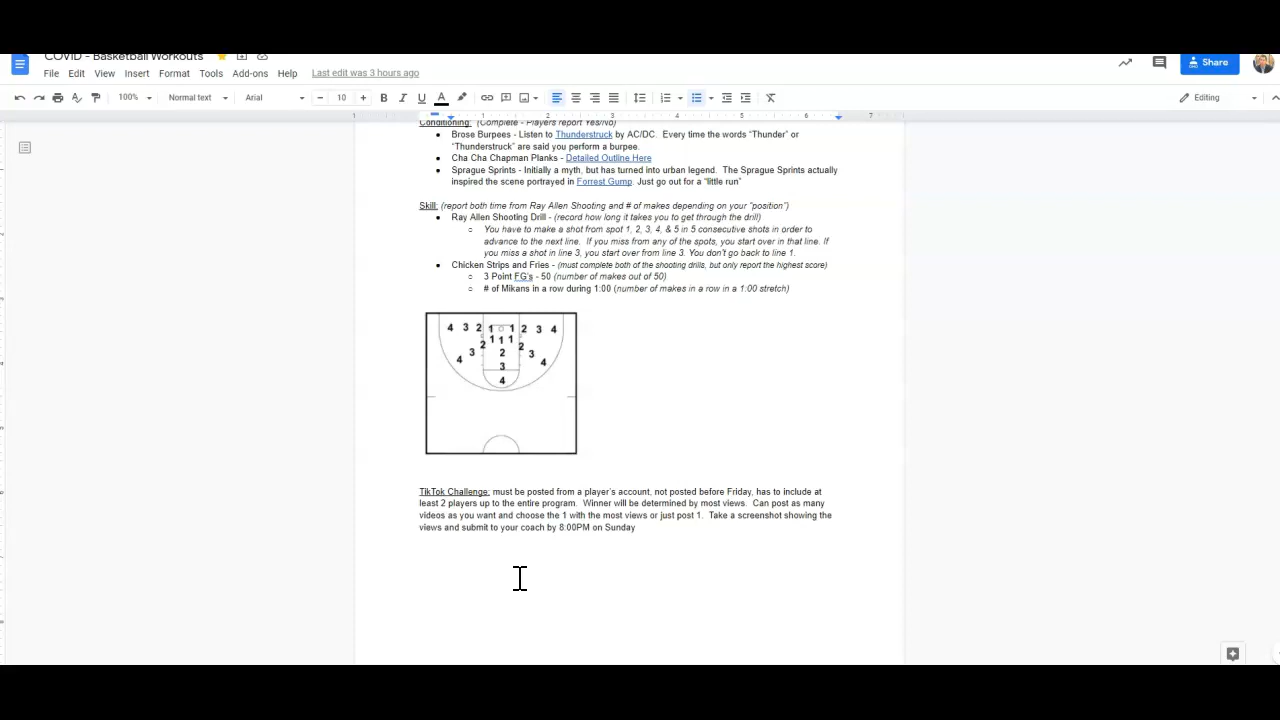 COVID - Basketball Workouts
File Edit View Insert Format Tools Add-ons Help Last edit was 3 hours ago
Share
100% Normal text Arial 10 B I U A Editing
1 2 3 4 5 6 7
Conditioning: (Complete - Players report Yes/No)
Brose Burpees - Listen to Thunderstruck by AC/DC. Every time the words “Thunder” or
“Thunderstruck” are said you perform a burpee.
Cha Cha Chapman Planks - Detailed Outline Here
Sprague Sprints - Initially a myth, but has turned into urban legend. The Sprague Sprints actually
inspired the scene portrayed in Forrest Gump. Just go out for a “little run”
Skill: (report both time from Ray Allen Shooting and # of makes depending on your “position”)
Ray Allen Shooting Drill - (record how long it takes you to get through the drill)
You have to make a shot from spot 1, 2, 3, 4, & 5 in 5 consecutive shots in order to
advance to the next line. If you miss from any of the spots, you start over in that line. If
you miss a shot in line 3, you start over from line 3. You don't go back to line 1.
Chicken Strips and Fries - (must complete both of the shooting drills, but only report the highest score)
3 Point FG's - 50 (number of makes out of 50)
# of Mikans in a row during 1:00 (number of makes in a row in a 1:00 stretch)
4 3 2 1 1 2 3 4
2 1 1 1 2
3 2 3
4 3 4
4
TikTok Challenge: must be posted from a player's account, not posted before Friday, has to include at
least 2 players up to the entire program. Winner will be determined by most views. Can post as many
videos as you want and choose the 1 with the most views or just post 1. Take a screenshot showing the
views and submit to your coach by 8:00PM on Sunday